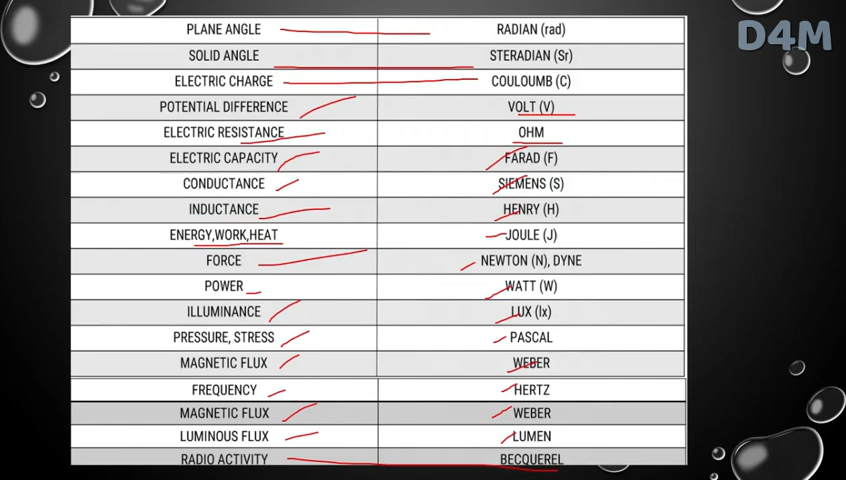 D4M
PLANE ANGLE RADIAN (rad)
SOLID ANGLE STERADIAN (Sr)
ELECTRIC CHARGE COULOUMB (C)
POTENTIAL DIFFERENCE VOLT (V)
ELECTRIC RESISTANCE OHM
ELECTRIC CAPACITY FARAD (F)
CONDUCTANCE SIEMENS (S)
INDUCTANCE HENRY (H)
ENERGY,WORK,HEAT JOULE (J)
FORCE NEWTON (N), DYNE
POWER WATT (W)
ILLUMINANCE LUX (lx)
PRESSURE, STRESS PASCAL
MAGNETIC FLUX WEBER
FREQUENCY HERTZ
MAGNETIC FLUX WEBER
LUMINOUS FLUX LUMEN
RADIO ACTIVITY BECQUEREL